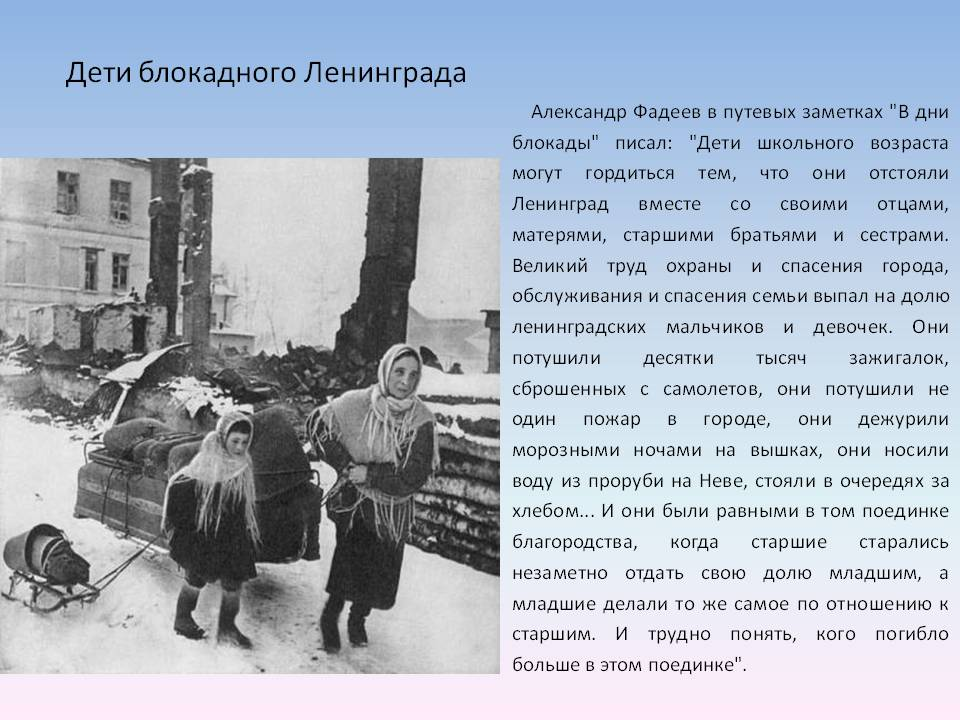 Дети блокадного Ленинграда
Александр Фадеев в путевых заметках "В дни
блокады" писал: "Дети школьного возраста
могут гордиться тем, что они отстояли
Ленинград вместе со своими отцами,
матерями, старшими братьями и сестрами.
Великий труд охраны и спасения города,
обслуживания и спасения семьи выпал на долю
ленинградских мальчиков и девочек. Они
потушили десятки тысяч зажигалок,
сброшенных с самолетов, они потушили не
один пожар в городе, они дежурили
морозными ночами на вышках, они носили
воду из проруби на Неве, стояли в очередях за
хлебом... И они были равными в том поединке
благородства, когда старшие старались
незаметно отдать свою долю младшим, а
младшие делали то же самое по отношению к
старшим. И трудно понять, кого погибло
больше в этом поединке".